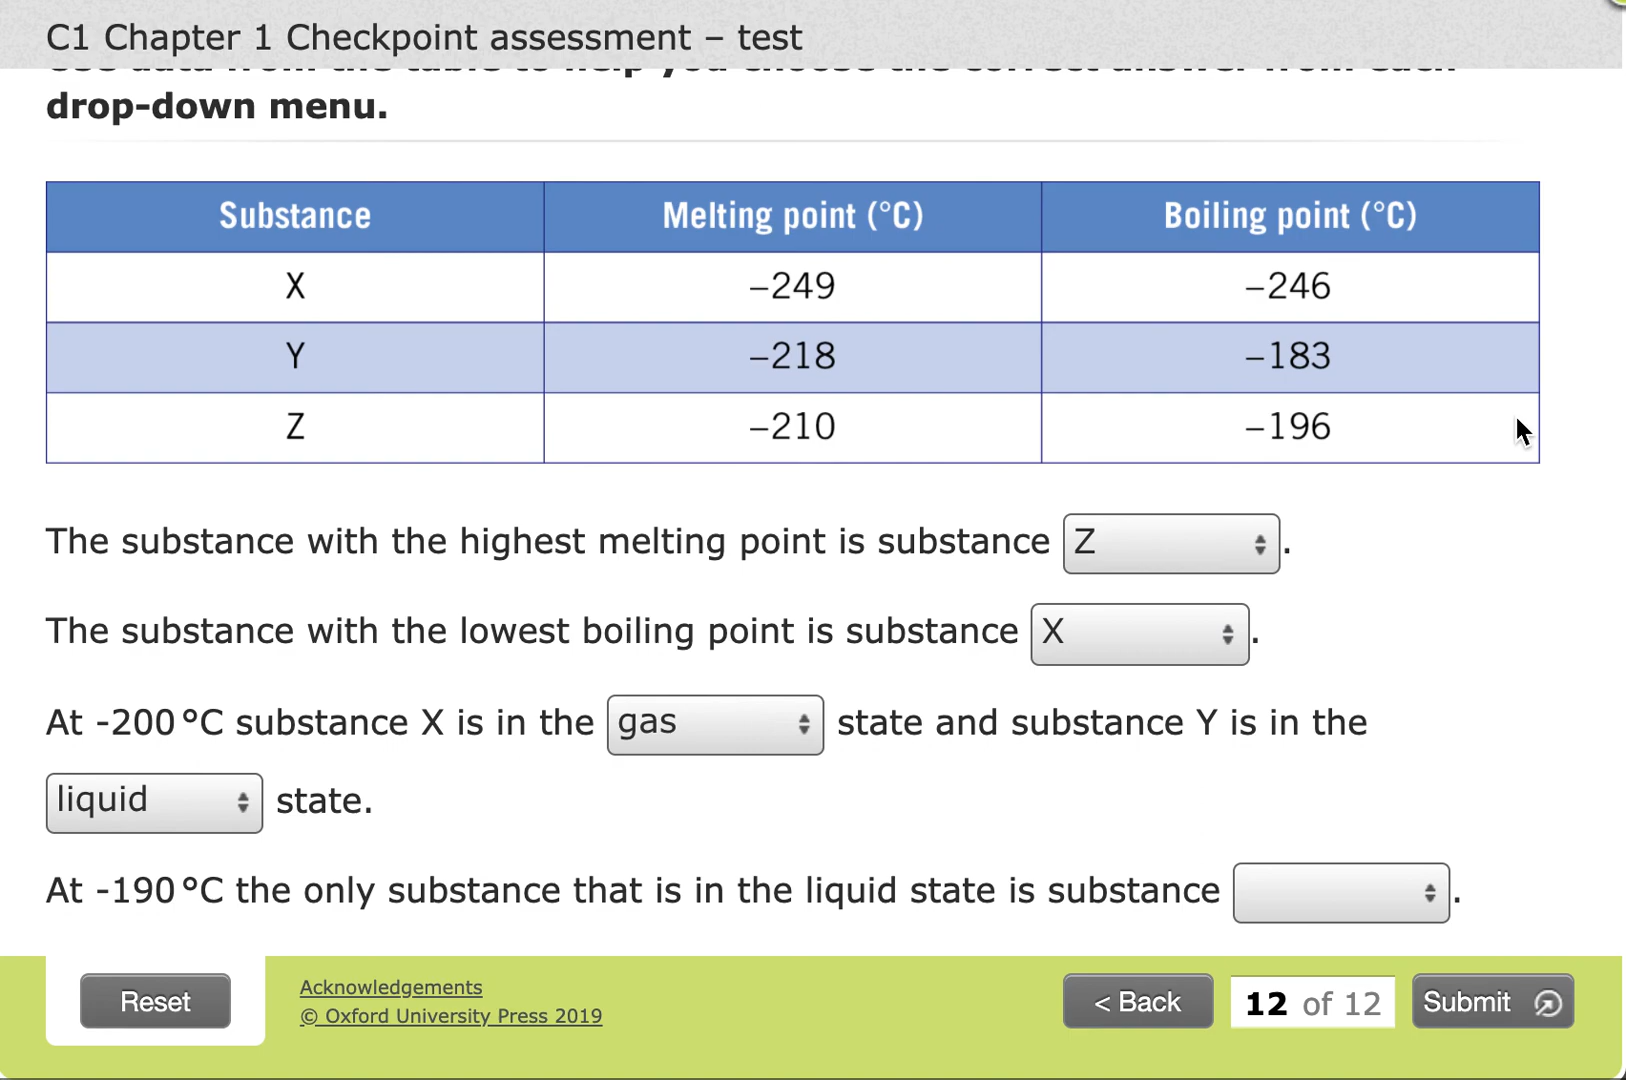 C1 Chapter 1 Checkpoint assessment – test
drop-down menu.
Substance Melting point (°C) Boiling point (°C)
X –249 –246
Y –218 –183
Z –210 –196
The substance with the highest melting point is substance Z .
The substance with the lowest boiling point is substance X .
At -200 °C substance X is in the gas state and substance Y is in the
liquid state.
At -190 °C the only substance that is in the liquid state is substance .
Reset
Acknowledgements
© Oxford University Press 2019
< Back 12 of 12 Submit